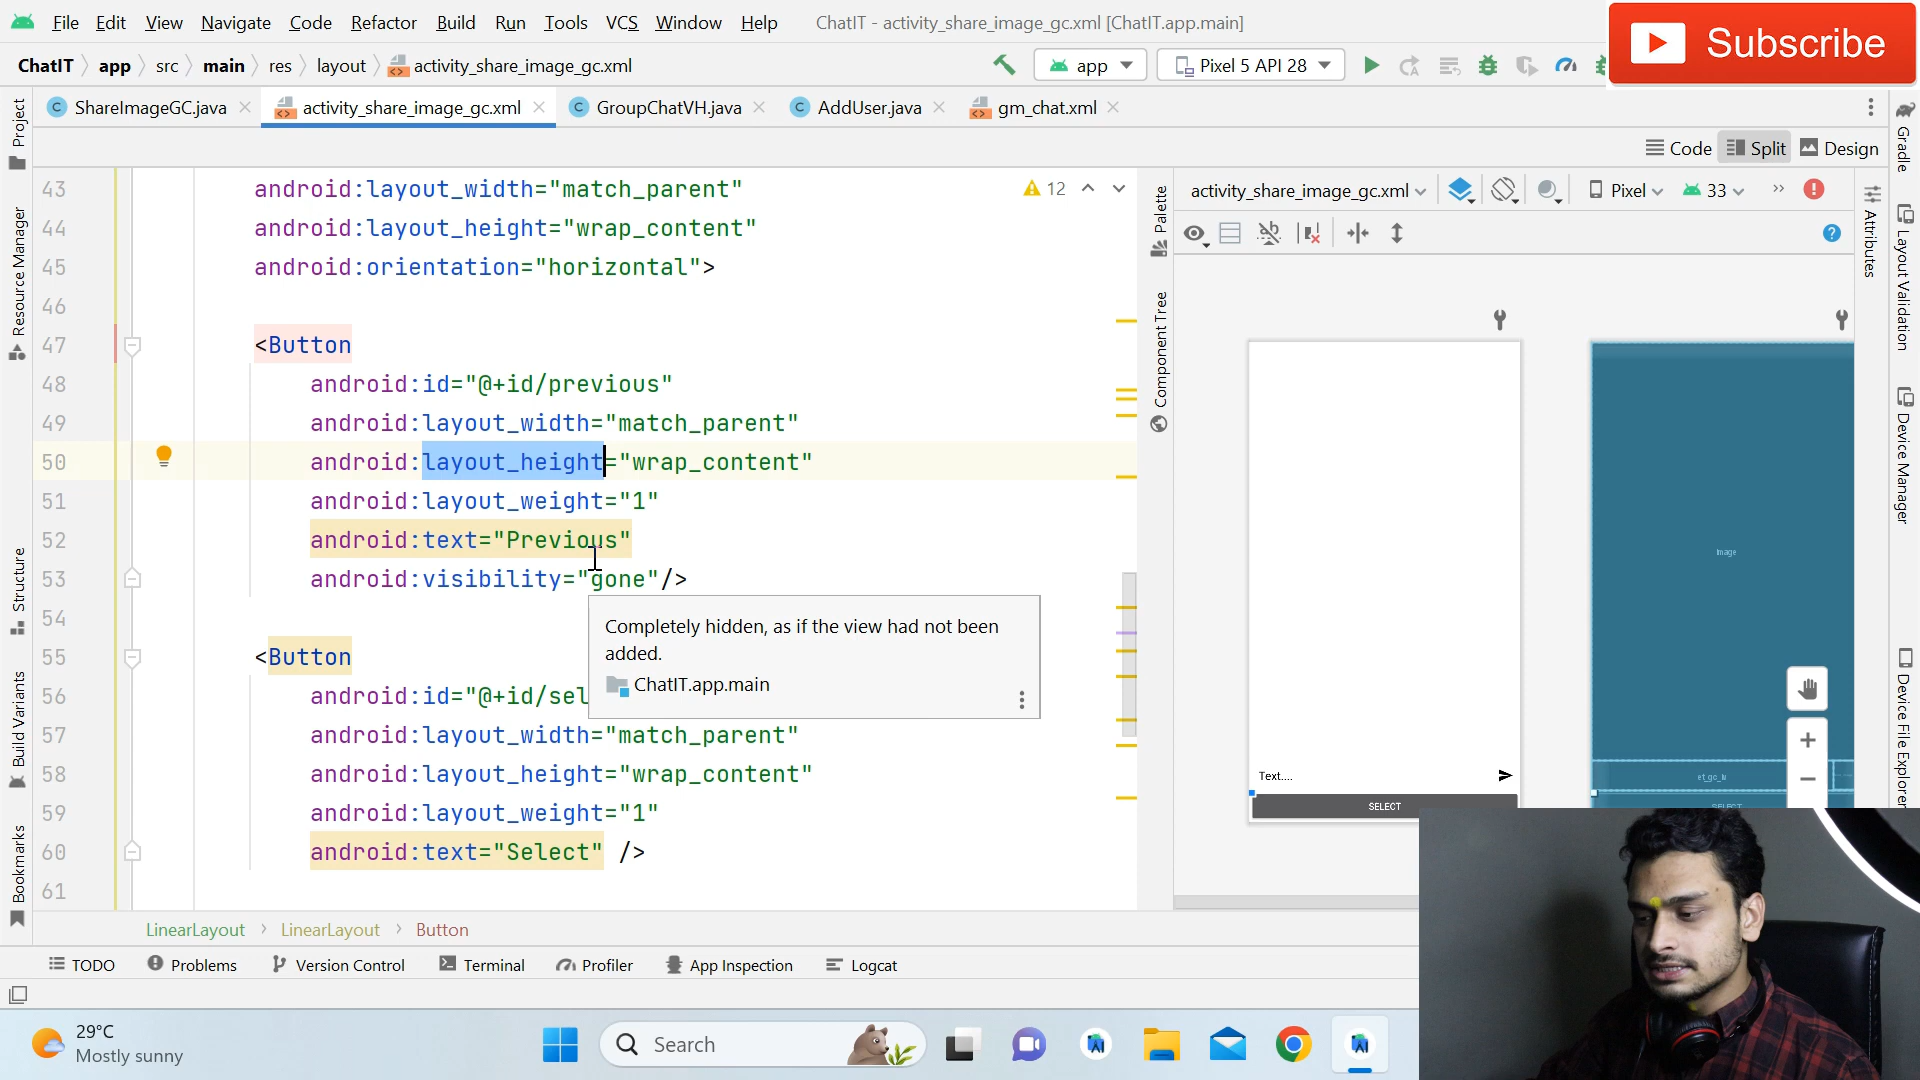 File Edit View Navigate Code Refactor Build Run Tools VCS Window Help ChatIT - activity_share_image_gc.xml [ChatIT.app.main]
Subscribe
ChatIT app src main res layout activity_share_image_gc.xml
app Pixel 5 API 28
ShareImageGC.java activity_share_image_gc.xml GroupChatVH.java AddUser.java gm_chat.xml
Code Split Design
Project
Resource Manager
Structure
Build Variants
Bookmarks
43 android:layout_width="match_parent"
12
44 android:layout_height="wrap_content"
45 android:orientation="horizontal">
46
47 <Button
48 android:id="@+id/previous"
49 android:layout_width="match_parent"
50 android:layout_height="wrap_content"
51 android:layout_weight="1"
52 android:text="Previous"
53 android:visibility="gone"/>
54
55 <Button
56 android:id="@+id/sel
57 android:layout_width="match_parent"
58 android:layout_height="wrap_content"
59 android:layout_weight="1"
60 android:text="Select" />
61
Completely hidden, as if the view had not been
added.
ChatIT.app.main
Palette
Component Tree
activity_share_image_gc.xml Pixel 33
Text....
SELECT
Image
SELECT
Attributes
Gradle
Layout Validation
Device Manager
Device File Explorer
LinearLayout LinearLayout Button
TODO Problems Version Control Terminal Profiler App Inspection Logcat
29°C
Mostly sunny
Search